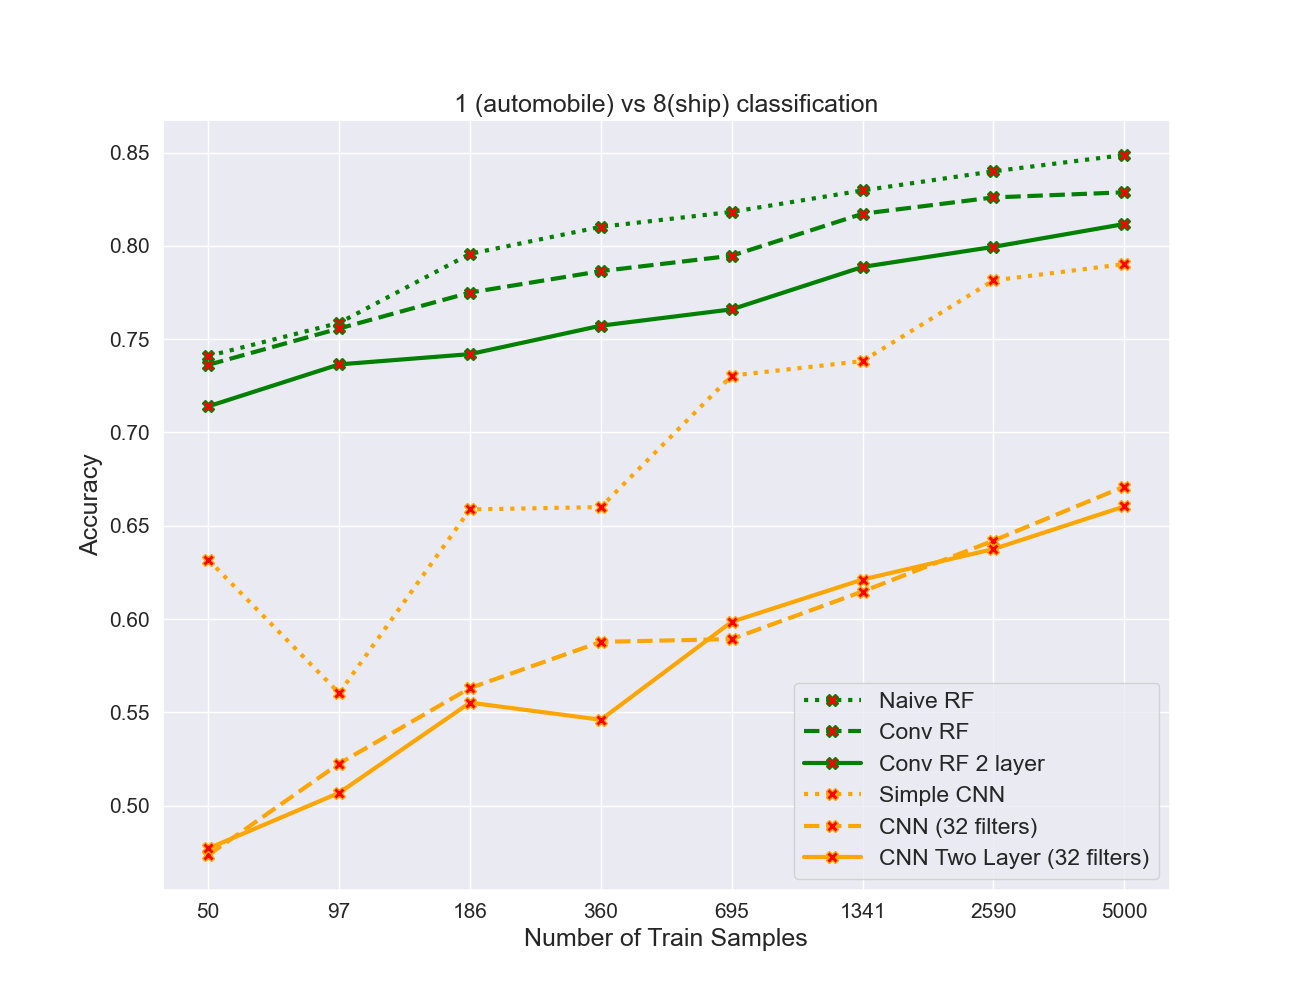 1 (automobile) vs 8(ship) classification
Accuracy
0.85
0.80
0.75
0.70
0.65
0.60
0.55
0.50
Naive RF
Conv RF
Conv RF 2 layer
Simple CNN
CNN (32 filters)
CNN Two Layer (32 filters)
50 97 186 360 695 1341 2590 5000
Number of Train Samples